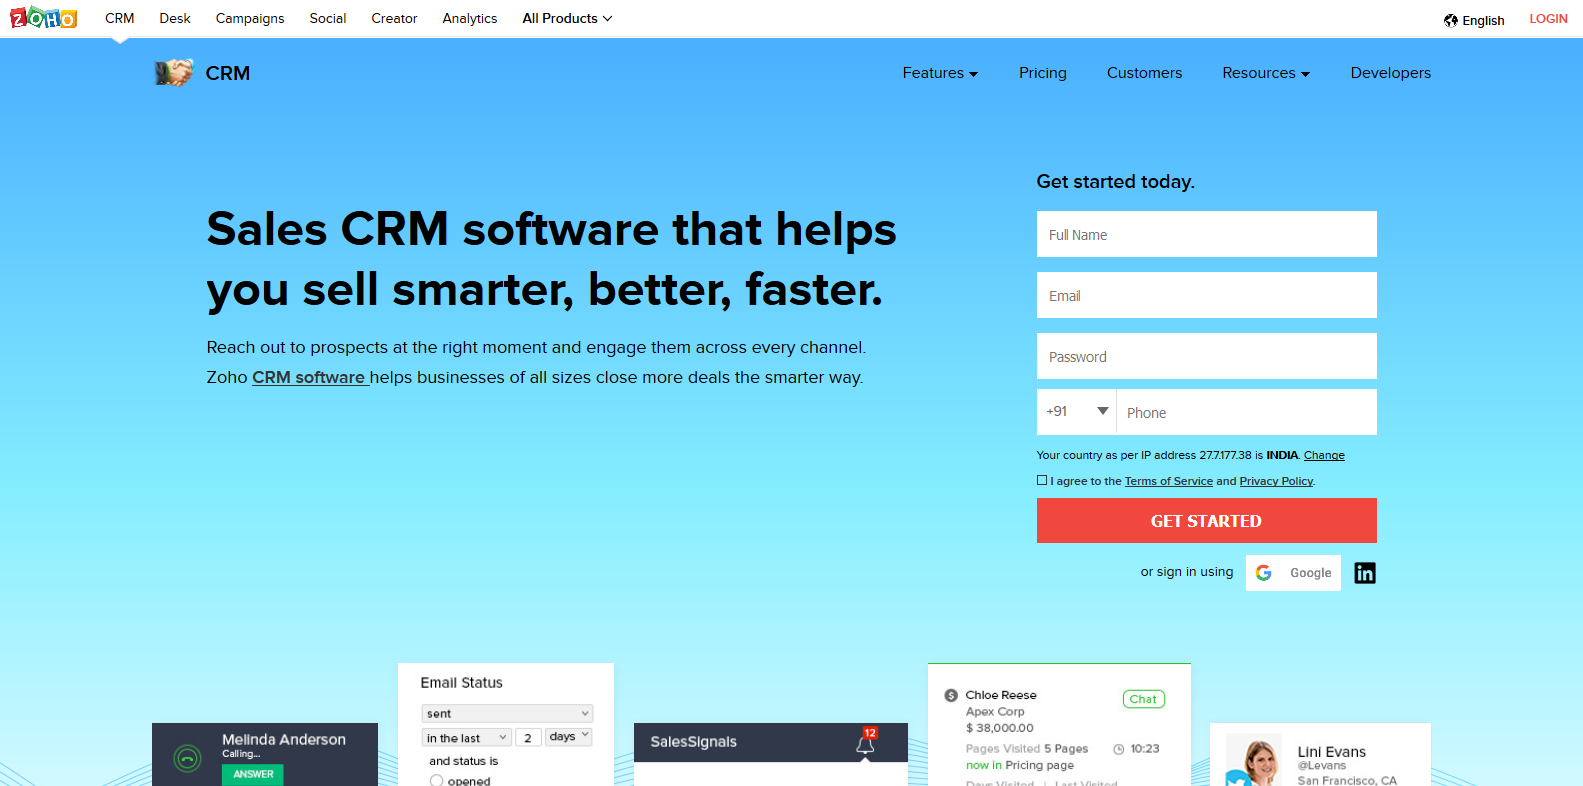 ZOHO
CRM
Desk
Campaigns
Social
Creator
Analytics
All Products
English
LOGIN
CRM
Features
Pricing
Customers
Resources
Developers
Sales CRM software that helps
you sell smarter, better, faster.
Reach out to prospects at the right moment and engage them across every channel.
Zoho CRM software helps businesses of all sizes close more deals the smarter way.
Get started today.
Full Name
Email
Password
+91
Phone
Your country as per IP address 27.7.177.38 is INDIA. Change
I agree to the Terms of Service and Privacy Policy.
GET STARTED
or sign in using
Google
in
Melinda Anderson
Calling...
ANSWER
Email Status
sent
in the last
2
days
and status is
opened
SalesSignals
12
$
Chloe Reese
Chat
Apex Corp
$ 38,000.00
Pages Visited 5 Pages
10:23
now in Pricing page
Days Visited
Last Visited
Lini Evans
@Levans
San Francisco, CA